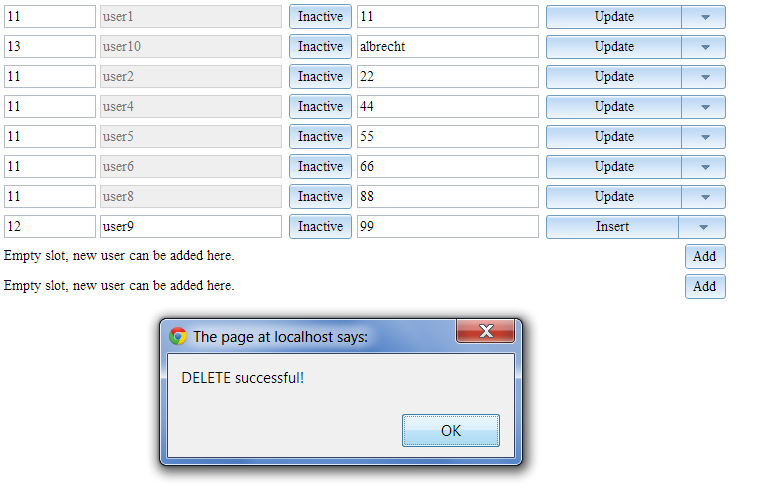 11 user1 Inactive 11 Update
13 user10 Inactive albrecht Update
11 user2 Inactive 22 Update
11 user4 Inactive 44 Update
11 user5 Inactive 55 Update
11 user6 Inactive 66 Update
11 user8 Inactive 88 Update
12 user9 Inactive 99 Insert
Empty slot, new user can be added here. Add
Empty slot, new user can be added here. Add
The page at localhost says:
DELETE successful!
OK